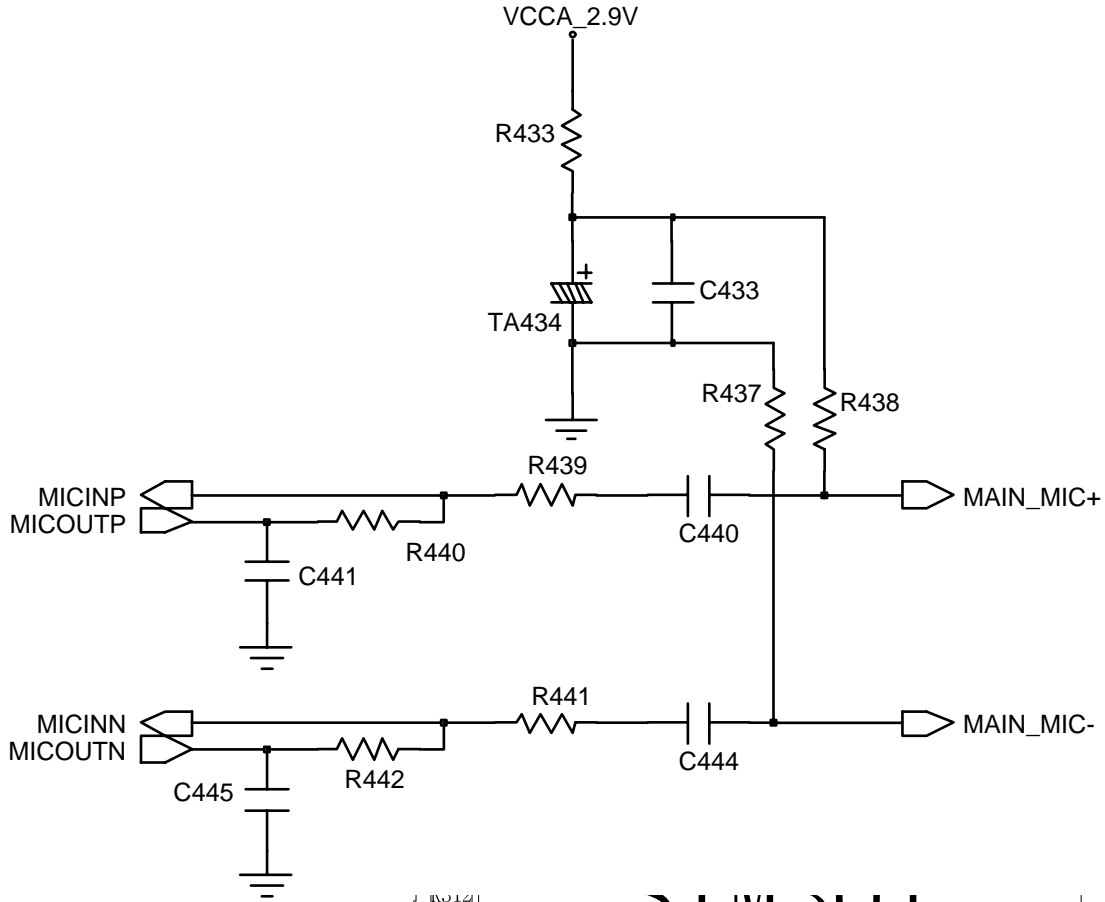 VCCA_2.9V
R433
+
C433
TA434
R437
R438
R439
MICINP
MAIN_MIC+
MICOUTP
C440
R440
C441
R441
MICINN
MAIN_MIC-
MICOUTN
C444
R442
C445